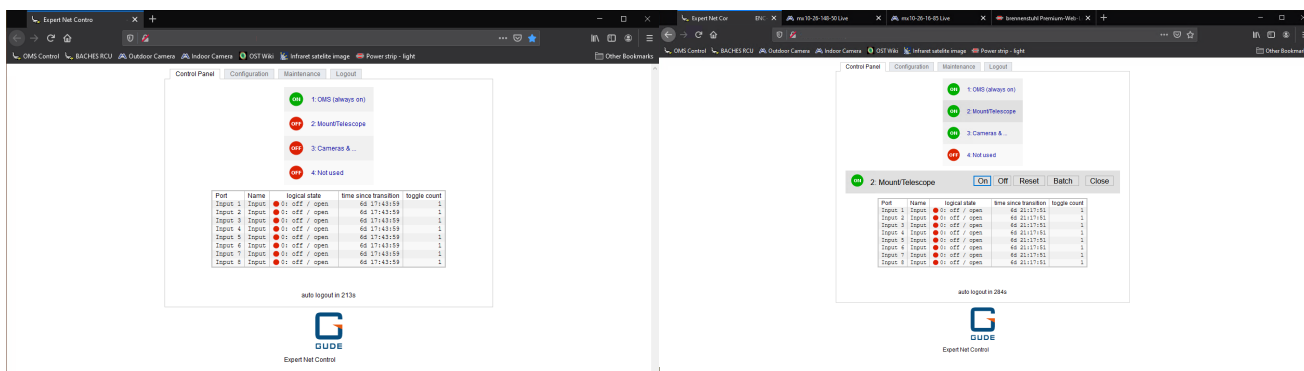 Expert Net Contro
OMS Control BACHES RCU Outdoor Camera Indoor Camera OST Wiki Infraret satelite image Power strip - light Other Bookmarks
Control Panel Configuration Maintenance Logout
ON 1: OMS (always on)
OFF 2: Mount/Telescope
OFF 3: Cameras & ...
OFF 4: Not used
Port Name logical state time since transition toggle count
Input 1 Input 0: off / open 6d 17:43:59 1
Input 2 Input 0: off / open 6d 17:43:59 1
Input 3 Input 0: off / open 6d 17:43:59 1
Input 4 Input 0: off / open 6d 17:43:59 1
Input 5 Input 0: off / open 6d 17:43:59 1
Input 6 Input 0: off / open 6d 17:43:59 1
Input 7 Input 0: off / open 6d 17:43:59 1
Input 8 Input 0: off / open 6d 17:43:59 1
auto logout in 213s
GUDE
Expert Net Control
Expert Net Cor mx10-26-148-50 Live mx10-26-16-85 Live brennenstuhl Premium-Web-
OMS Control BACHES RCU Outdoor Camera Indoor Camera OST Wiki Infraret satelite image Power strip - light Other Bookmar
Control Panel Configuration Maintenance Logout
ON 1: OMS (always on)
ON 2: Mount/Telescope
ON 3: Cameras & ...
OFF 4: Not used
ON 2: Mount/Telescope On Off Reset Batch Close
Port Name logical state time since transition toggle count
Input 1 Input 0: off / open 6d 21:17:51 1
Input 2 Input 0: off / open 6d 21:17:51 1
Input 3 Input 0: off / open 6d 21:17:51 1
Input 4 Input 0: off / open 6d 21:17:51 1
Input 5 Input 0: off / open 6d 21:17:51 1
Input 6 Input 0: off / open 6d 21:17:51 1
Input 7 Input 0: off / open 6d 21:17:51 1
Input 8 Input 0: off / open 6d 21:17:51 1
auto logout in 284s
GUDE
Expert Net Control